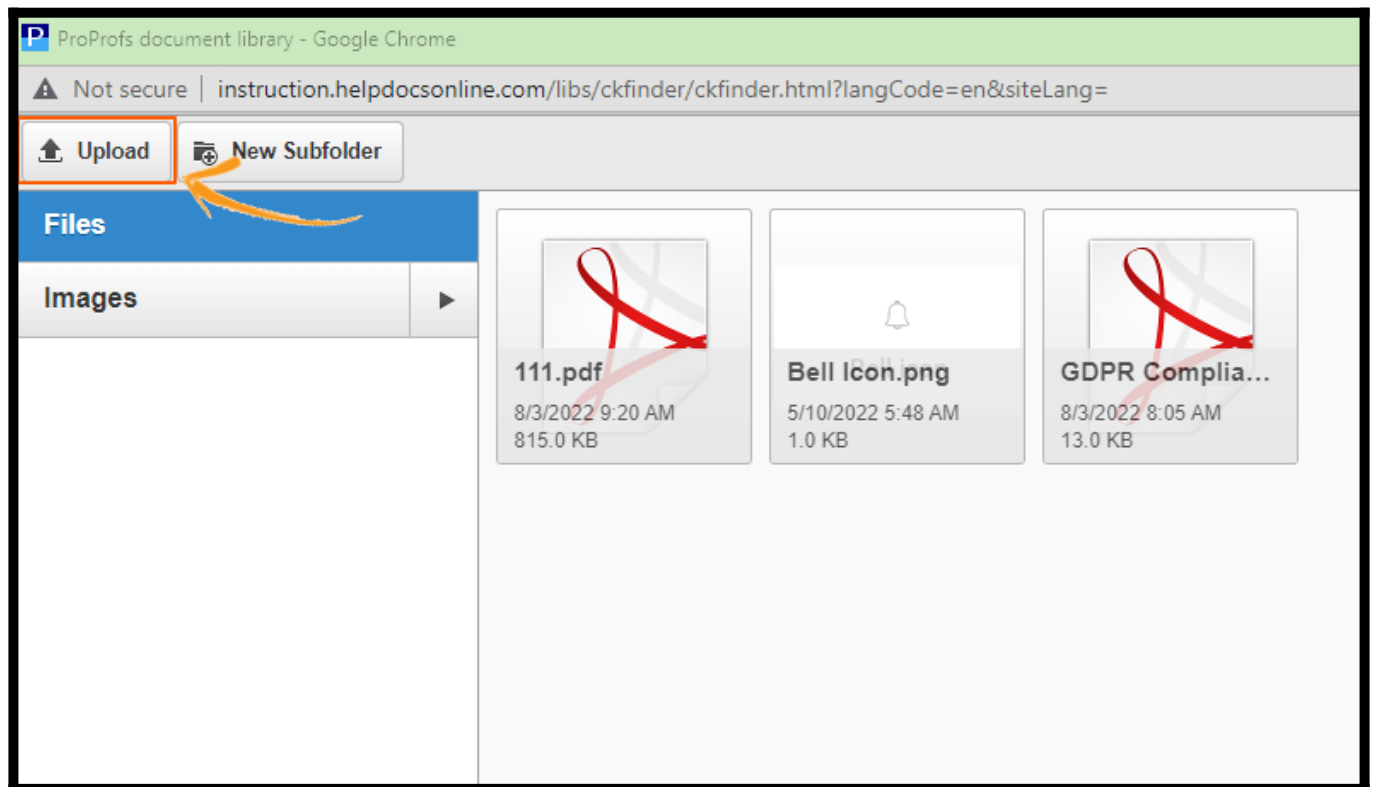 P ProProfs document library - Google Chrome
Not secure | instruction.helpdocsonline.com/libs/ckfinder/ckfinder.html?langCode=en&siteLang=
Upload New Subfolder
Files
Images
111.pdf
8/3/2022 9:20 AM
815.0 KB
Bell icon
Bell Icon.png
5/10/2022 5:48 AM
1.0 KB
GDPR Complia...
8/3/2022 8:05 AM
13.0 KB